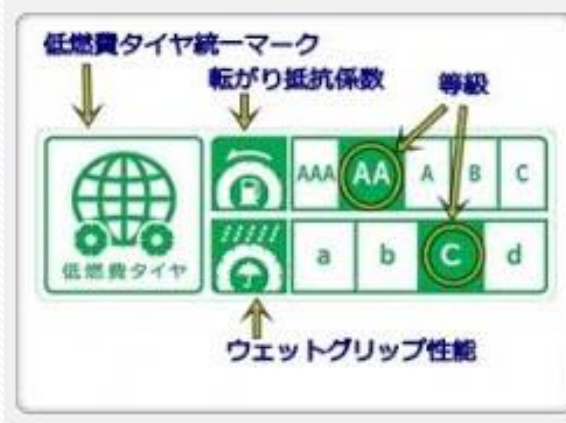 低燃費タイヤ統一マーク
転がり抵抗係数
等級
AAA AA A B C
低燃費タイヤ
a b c d
ウェットグリップ性能